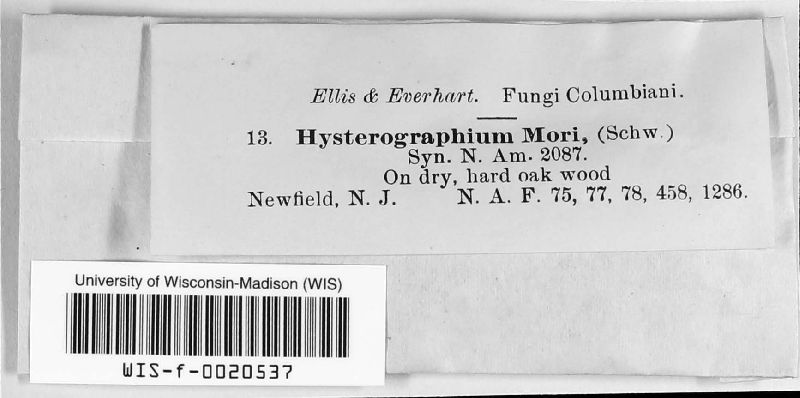 Ellis & Everhart. Fungi Columbiani.
13. Hysterographium Mori, (Schw.)
Syn. N. Am. 2087.
On dry, hard oak wood
Newfield, N. J. N. A. F. 75, 77, 78, 458, 1286.
University of Wisconsin-Madison (WIS)
WIS-f-0020537